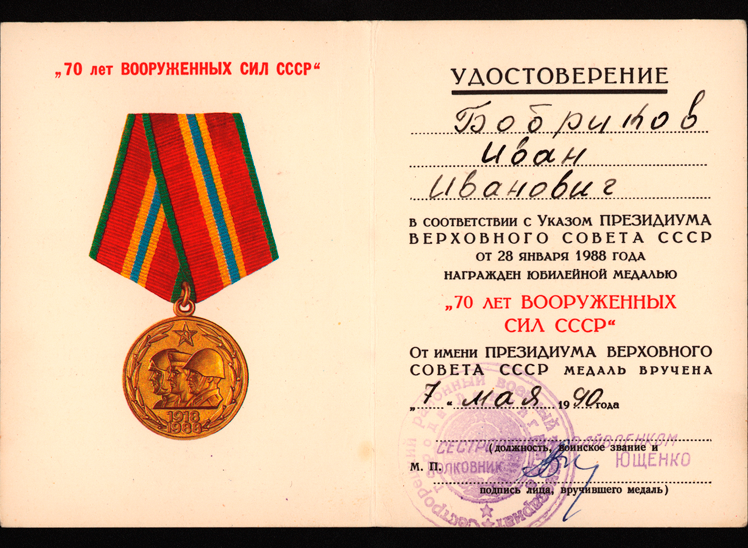 „70 лет ВООРУЖЕННЫХ СИЛ СССР“
1918
1988
УДОСТОВЕРЕНИЕ
Бобриков
Иван
Иванович
в соответствии с Указом ПРЕЗИДИУМА
ВЕРХОВНОГО СОВЕТА СССР
от 28 января 1988 года
награжден юбилейной медалью
„70 лет ВООРУЖЕННЫХ
СИЛ СССР“
От имени ПРЕЗИДИУМА ВЕРХОВНОГО
СОВЕТА СССР медаль вручена
„7“ мая 1990 года
(должность, воинское звание и
М. П.
ПОЛКОВНИК ЮЩЕНКО
подпись лица, вручившего медаль)